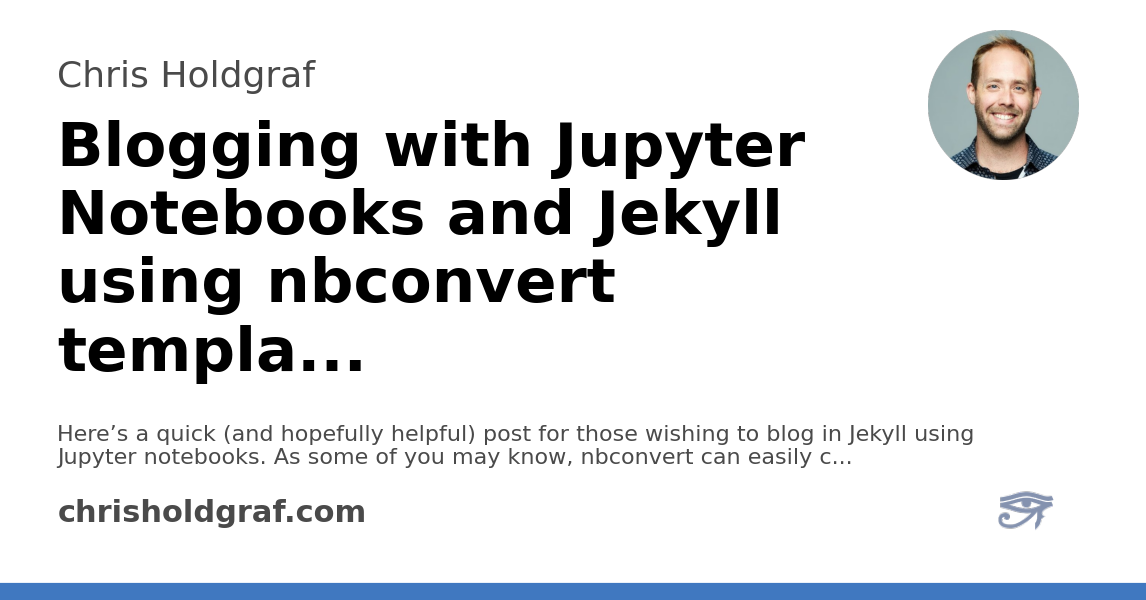 Chris Holdgraf
Blogging with Jupyter
Notebooks and Jekyll
using nbconvert
templa...
Here’s a quick (and hopefully helpful) post for those wishing to blog in Jekyll using
Jupyter notebooks. As some of you may know, nbconvert can easily c...
chrisholdgraf.com